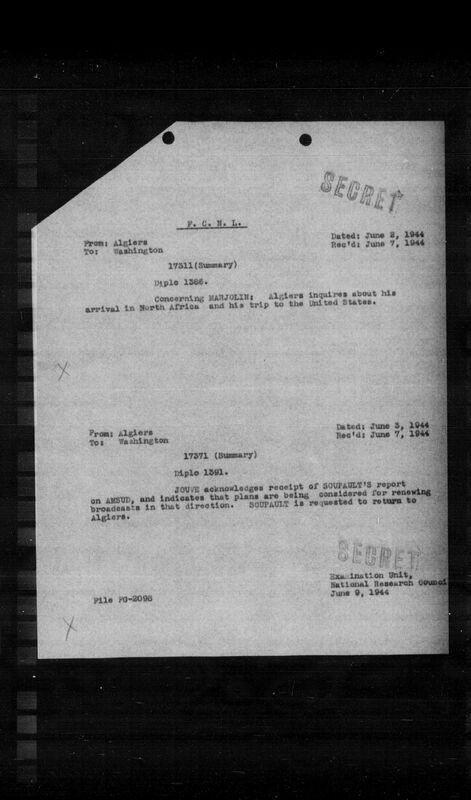 SECRET
F. C. N. L.
From: Algiers
To: Washington
Dated: June 2, 1944
Rec'd: June 7, 1944
17311(Summary)
Diplo 1386.
Concerning MARJOLIN: Algiers inquires about his
arrival in North Africa and his trip to the United States.
From: Algiers
To: Washington
Dated: June 3, 1944
Rec'd: June 7, 1944
17371 (Summary)
Diplo 1391.
JOUVE acknowledges receipt of SOUPAULT'S report
on AMSUD, and indicates that plans are being considered for renewing
broadcasts in that direction. SOUPAULT is requested to return to
Algiers.
SECRET
Examination Unit,
National Research Counci
June 9, 1944
File FG-2098